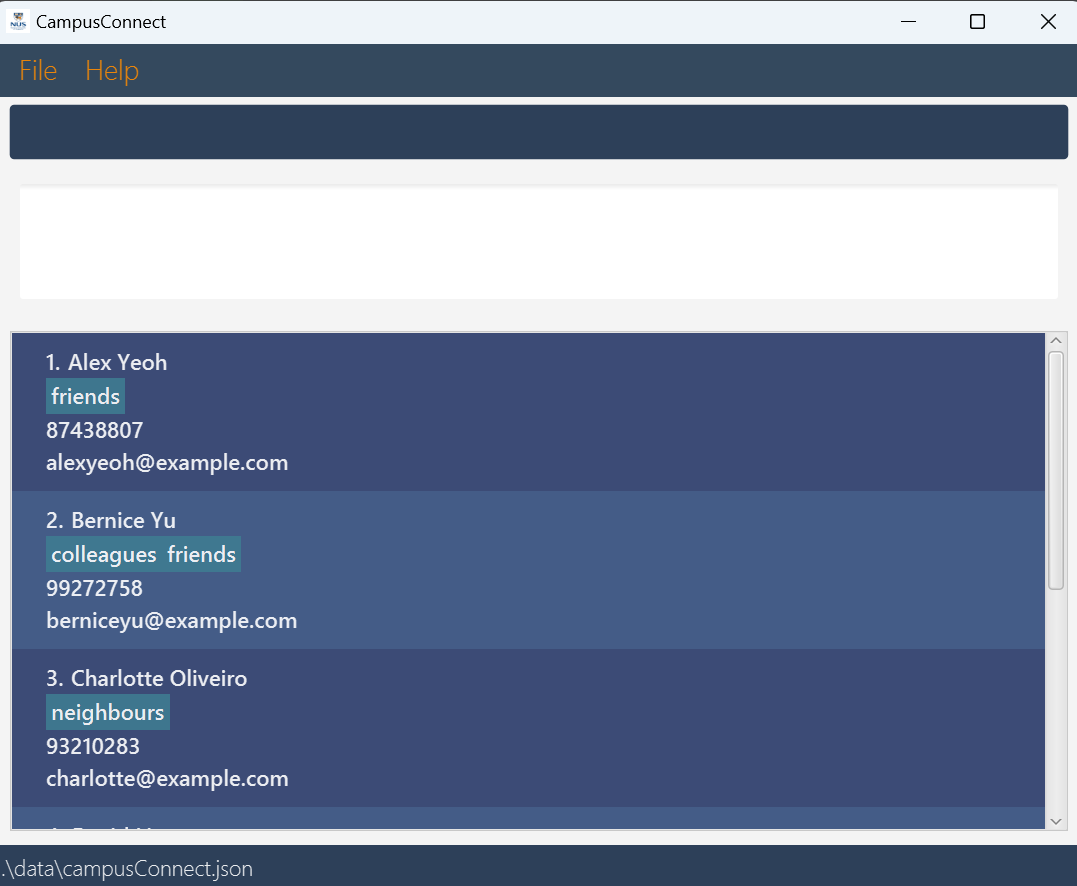 NUS
CampusConnect
File Help
1. Alex Yeoh
friends
87438807
alexyeoh@example.com
2. Bernice Yu
colleagues friends
99272758
berniceyu@example.com
3. Charlotte Oliveiro
neighbours
93210283
charlotte@example.com
.\data\campusConnect.json